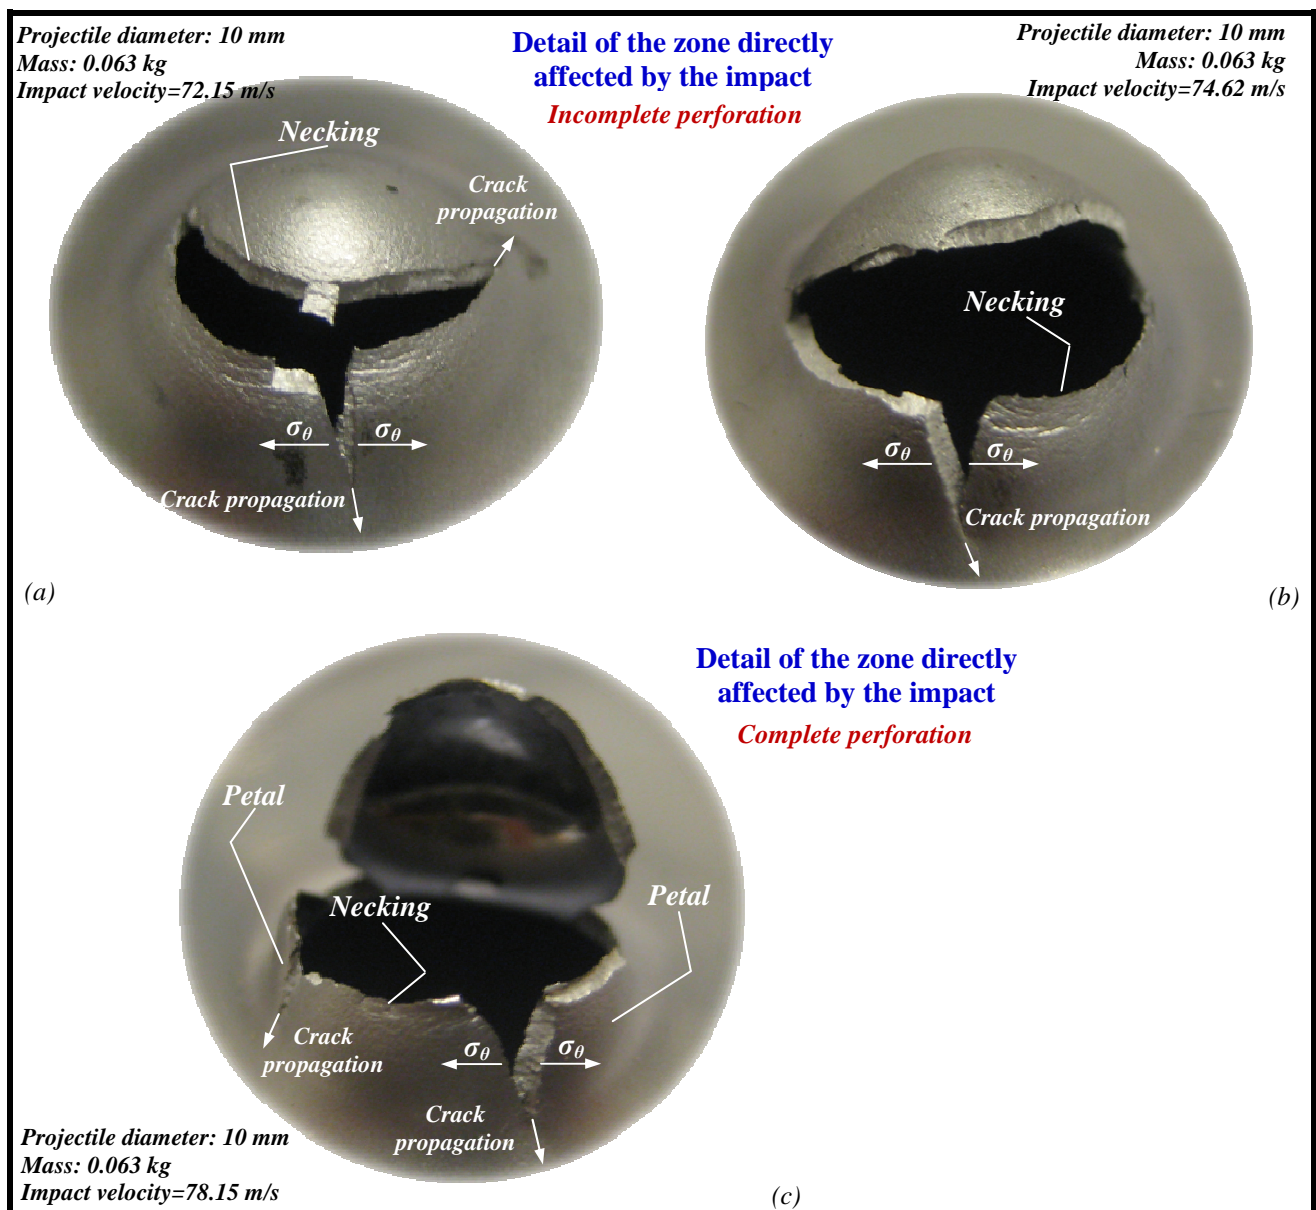 Projectile diameter: 10 mm
Mass: 0.063 kg
Impact velocity=72.15 m/s
Detail of the zone directly
affected by the impact
Incomplete perforation
Projectile diameter: 10 mm
Mass: 0.063 kg
Impact velocity=74.62 m/s
Necking
Crack
propagation
σθ
σθ
Crack propagation
(a)
Necking
σθ
σθ
Crack propagation
(b)
Detail of the zone directly
affected by the impact
Complete perforation
Petal
Necking
Petal
Crack
propagation
σθ
σθ
Crack
propagation
Projectile diameter: 10 mm
Mass: 0.063 kg
Impact velocity=78.15 m/s
(c)